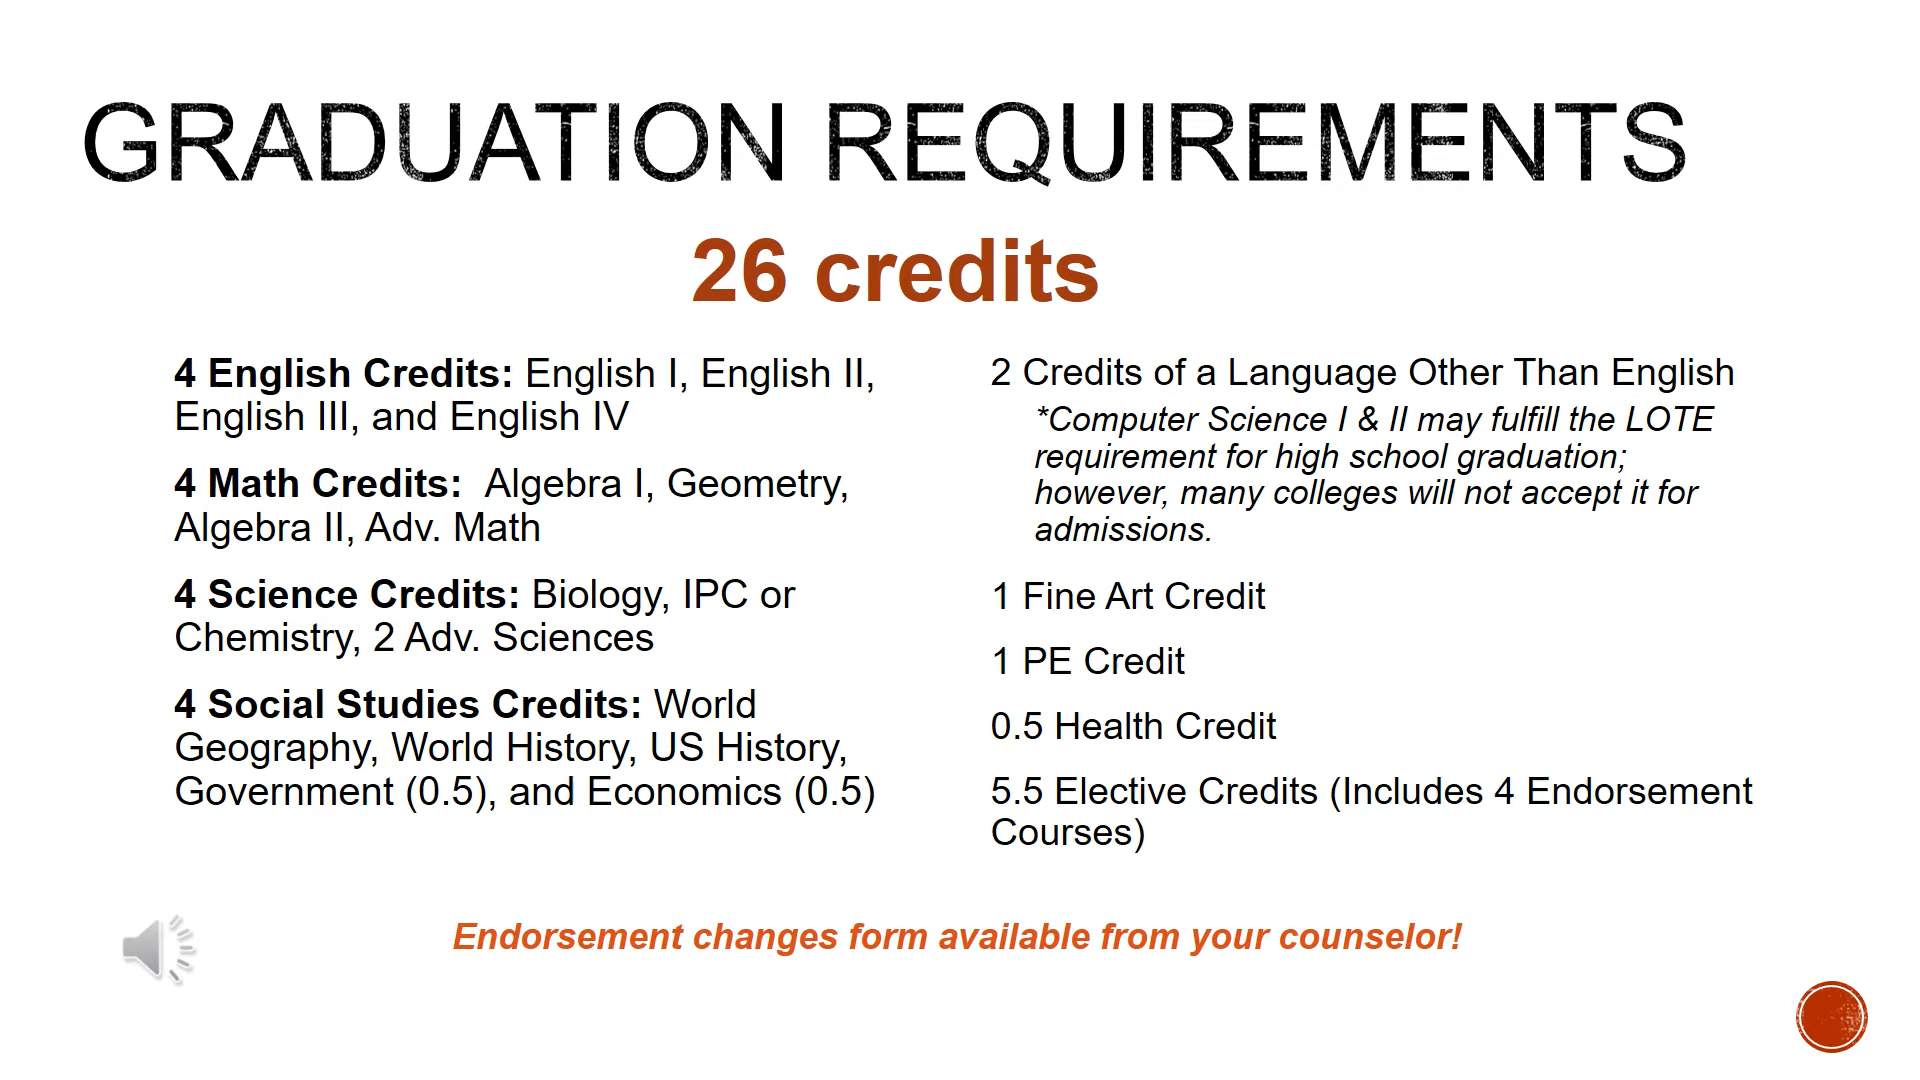 GRADUATION REQUIREMENTS
26 credits
4 English Credits: English I, English II,
English III, and English IV
4 Math Credits:  Algebra I, Geometry,
Algebra II, Adv. Math
4 Science Credits: Biology, IPC or
Chemistry, 2 Adv. Sciences
4 Social Studies Credits: World
Geography, World History, US History,
Government (0.5), and Economics (0.5)
2 Credits of a Language Other Than English
*Computer Science I & II may fulfill the LOTE
requirement for high school graduation;
however, many colleges will not accept it for
admissions.
1 Fine Art Credit
1 PE Credit
0.5 Health Credit
5.5 Elective Credits (Includes 4 Endorsement
Courses)
Endorsement changes form available from your counselor!